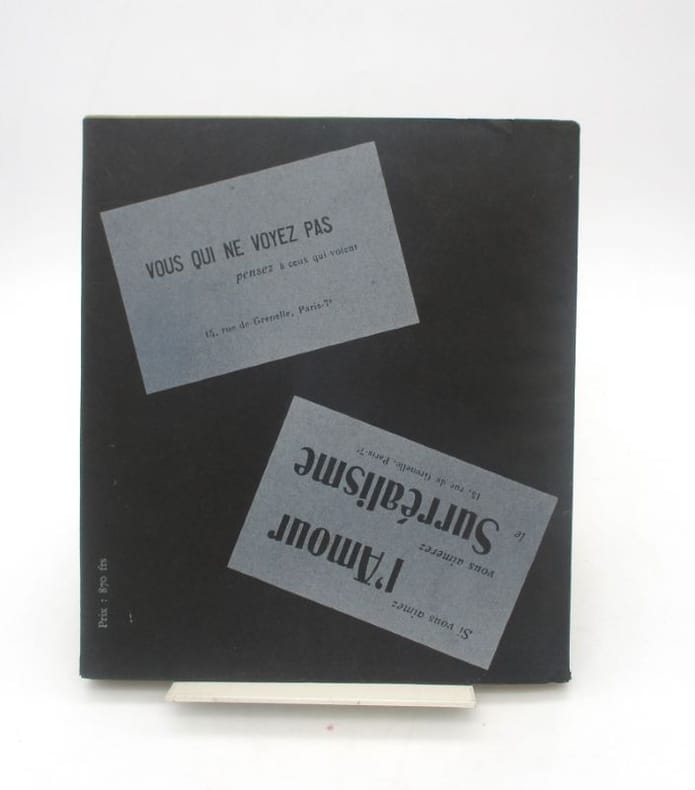 VOUS QUI NE VOYEZ PAS
pensez à ceux qui voient
15, rue de Grenelle, Paris-7e
Si vous aimez
l'Amour
vous aimerez
le Surréalisme
15, rue de Grenelle, Paris-7e
Prix : 870 frs